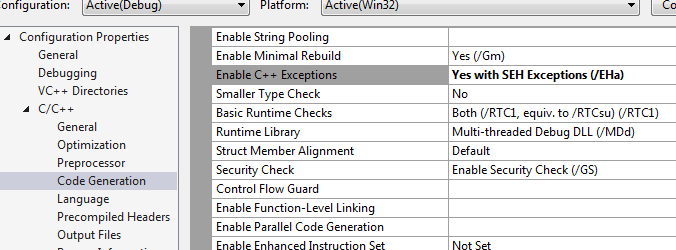 Configuration: Active(Debug) Platform: Active(Win32) Co
Configuration Properties
General
Debugging
VC++ Directories
C/C++
General
Optimization
Preprocessor
Code Generation
Language
Precompiled Headers
Output Files
Enable String Pooling
Enable Minimal Rebuild Yes (/Gm)
Enable C++ Exceptions Yes with SEH Exceptions (/EHa)
Smaller Type Check No
Basic Runtime Checks Both (/RTC1, equiv. to /RTCsu) (/RTC1)
Runtime Library Multi-threaded Debug DLL (/MDd)
Struct Member Alignment Default
Security Check Enable Security Check (/GS)
Control Flow Guard
Enable Function-Level Linking
Enable Parallel Code Generation
Enable Enhanced Instruction Set Not Set